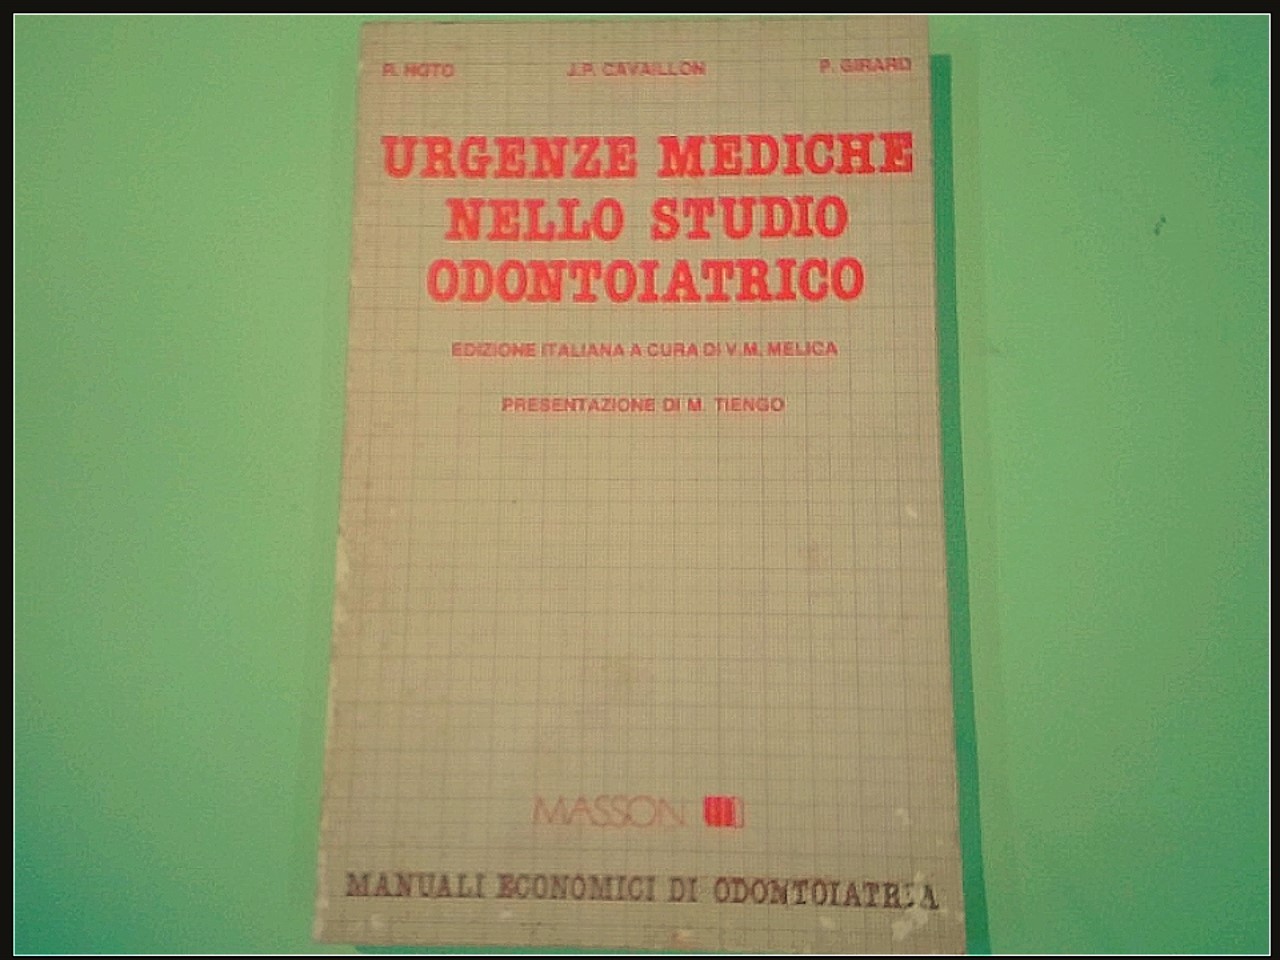 R. NOTO J.P. CAVAILLON P. GIRARD
URGENZE MEDICHE
NELLO STUDIO
ODONTOIATRICO
EDIZIONE ITALIANA A CURA DI V.M. MELICA
PRESENTAZIONE DI M. TIENGO
MASSON
MANUALI ECONOMICI DI ODONTOIATRIA